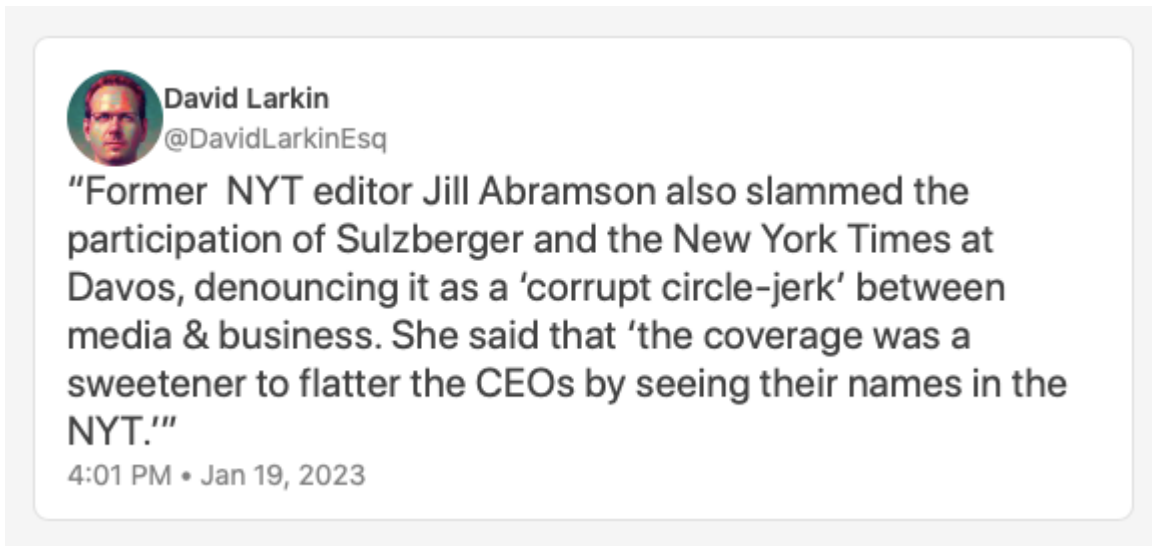 David Larkin
@DavidLarkinEsq
“Former  NYT editor Jill Abramson also slammed the
participation of Sulzberger and the New York Times at
Davos, denouncing it as a ‘corrupt circle-jerk’ between
media & business. She said that ‘the coverage was a
sweetener to flatter the CEOs by seeing their names in the
NYT.’”
4:01 PM • Jan 19, 2023